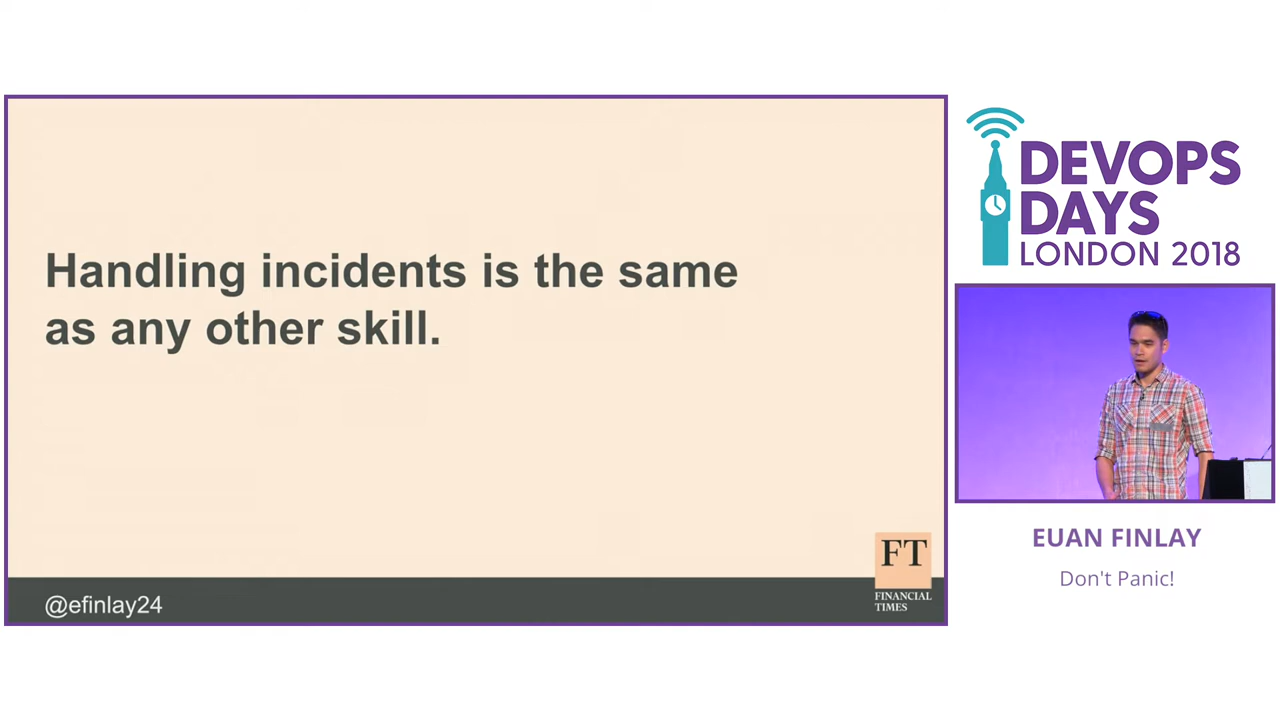 Handling incidents is the same
as any other skill.
@efinlay24
FT
FINANCIAL
TIMES
DEVOPS
DAYS
LONDON 2018
EUAN FINLAY
Don't Panic!